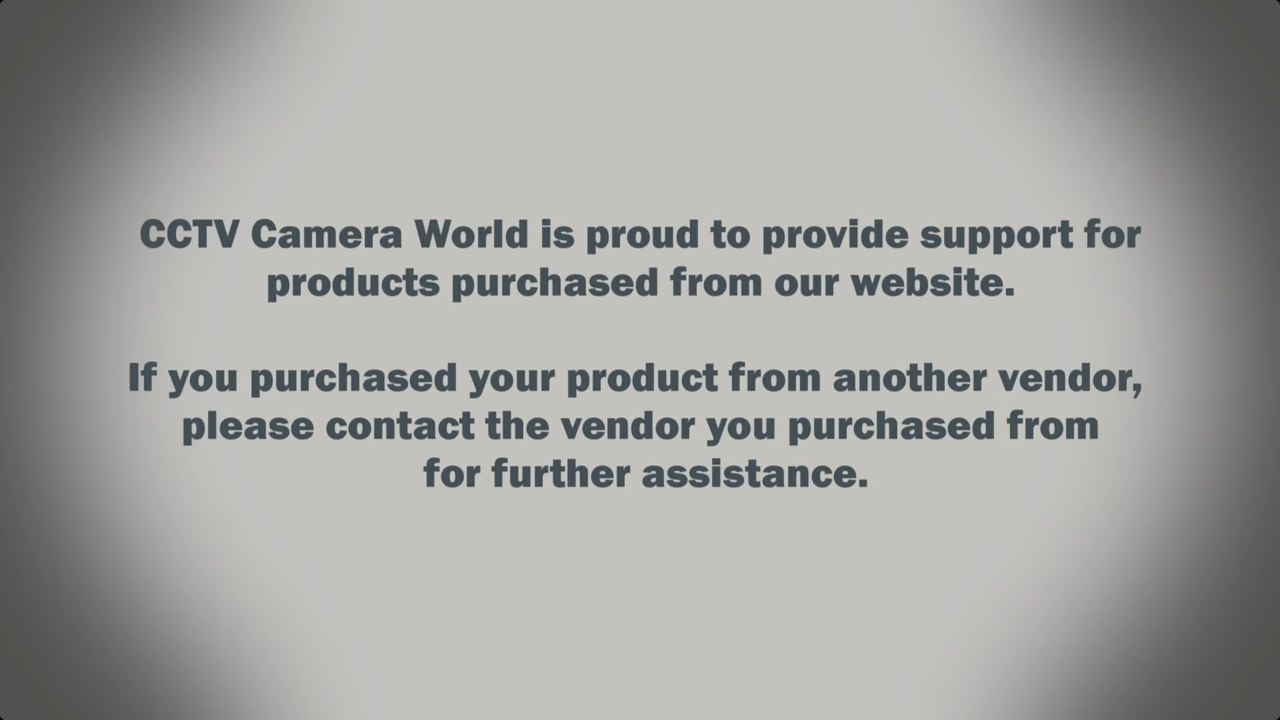 CCTV Camera World is proud to provide support for
products purchased from our website.
If you purchased your product from another vendor,
please contact the vendor you purchased from
for further assistance.